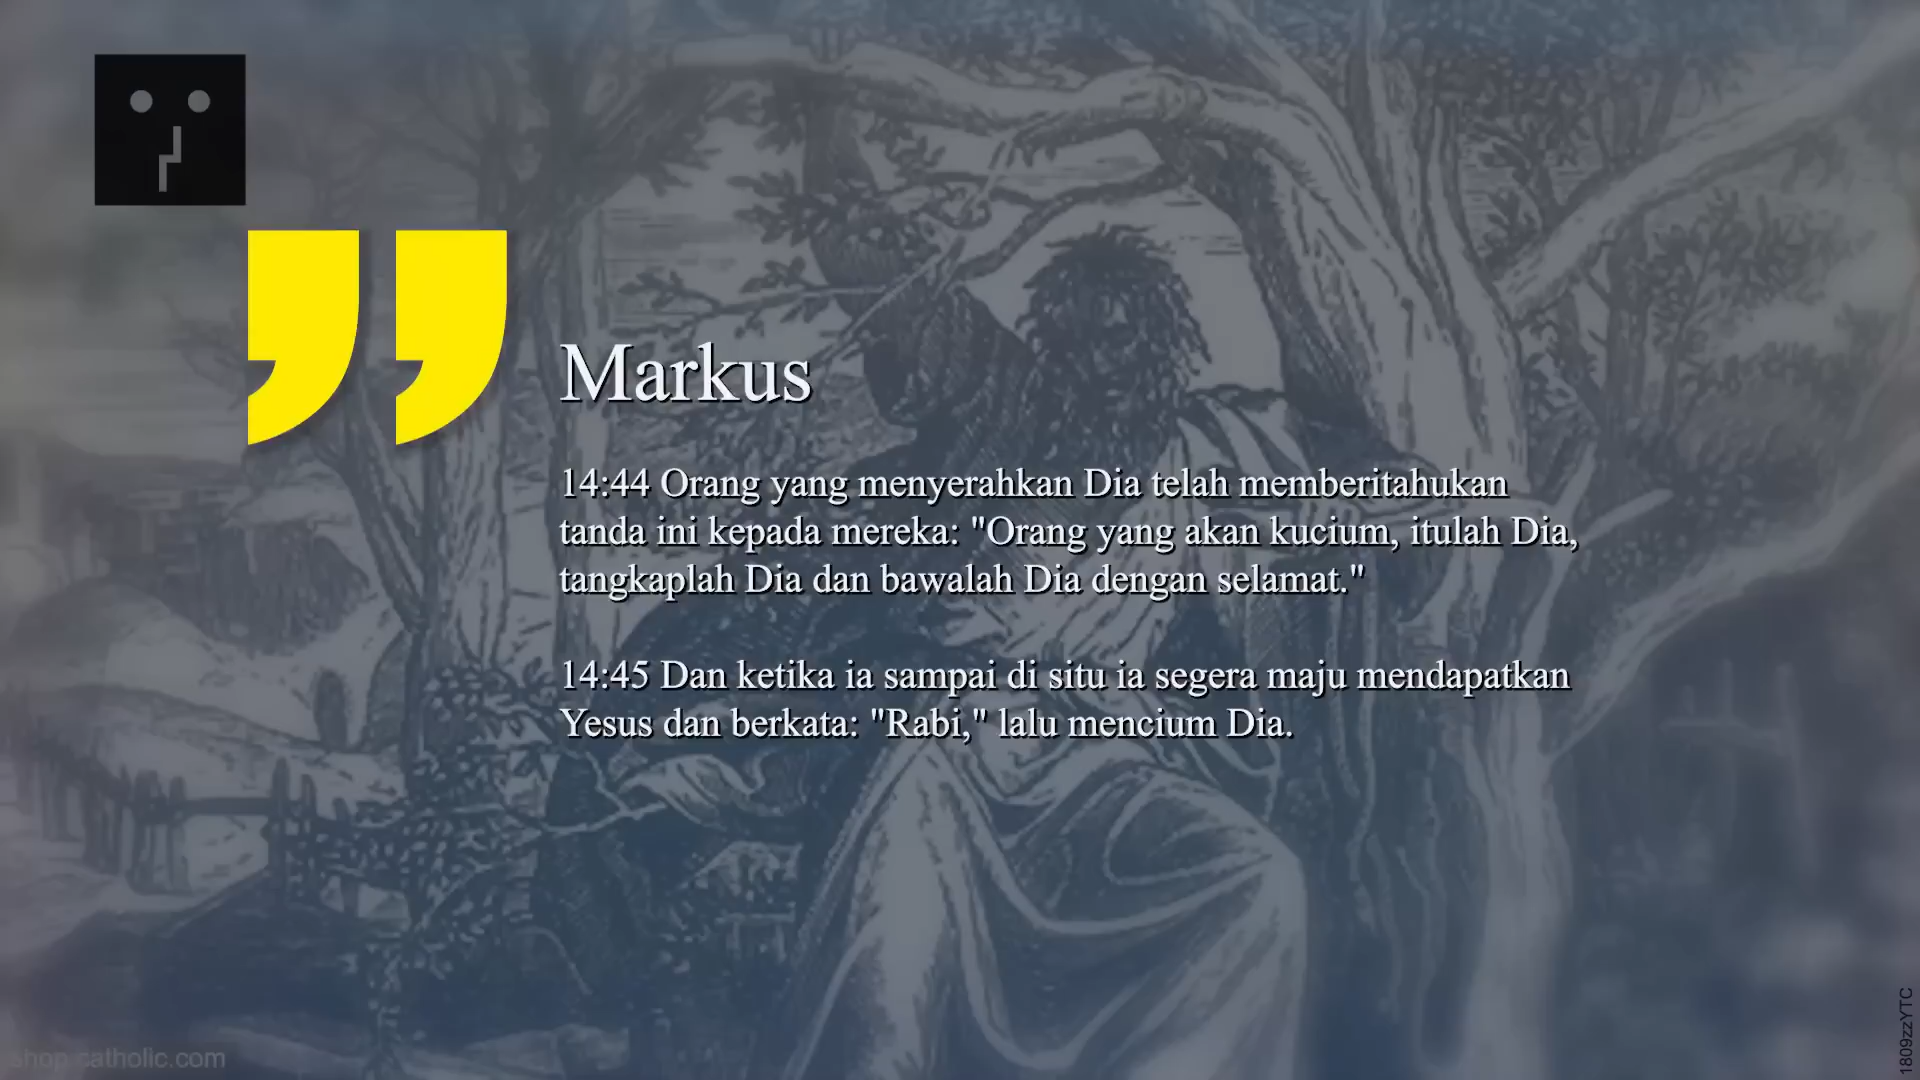 Markus
14:44 Orang yang menyerahkan Dia telah memberitahukan
tanda ini kepada mereka: "Orang yang akan kucium, itulah Dia,
tangkaplah Dia dan bawalah Dia dengan selamat."
14:45 Dan ketika ia sampai di situ ia segera maju mendapatkan
Yesus dan berkata: "Rabi," lalu mencium Dia.
shop.catholic.com
1809zzYTC